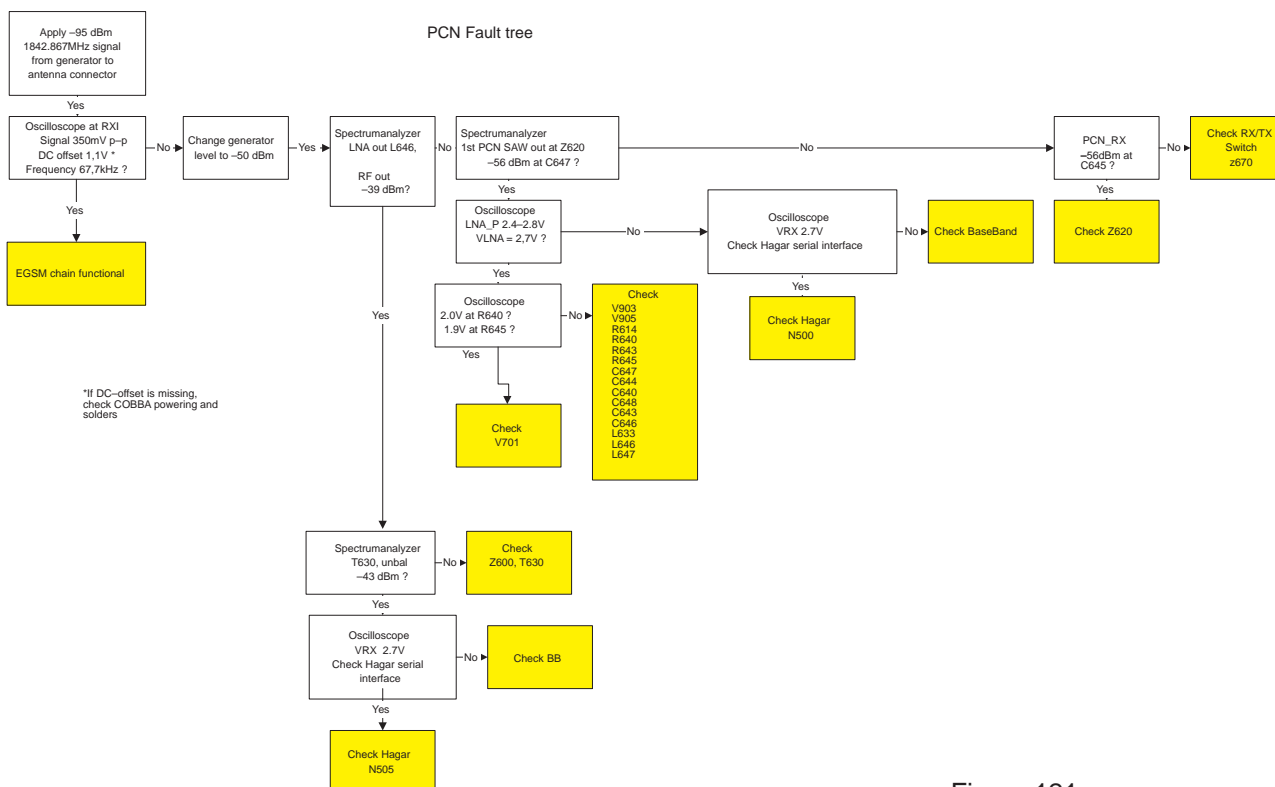 PCN Fault tree
Apply –95 dBm
1842.867MHz signal
from generator to
antenna connector
Yes
Oscilloscope at RXI
Signal 350mV p–p
DC offset 1,1V *
Frequency 67,7kHz ?
No
Change generator
level to –50 dBm
Yes
Spectrumanalyzer
LNA out L646,
RF out
–39 dBm?
No
Spectrumanalyzer
1st PCN SAW out at Z620
–56 dBm at C647 ?
No
PCN_RX
–56dBm at
C645 ?
No
Check RX/TX
Switch
z670
Yes
EGSM chain functional
Yes
Oscilloscope
LNA_P 2.4–2.8V
VLNA = 2,7V ?
No
Oscilloscope
VRX 2.7V
Check Hagar serial interface
No
Check BaseBand
Yes
Check Z620
Yes
Oscilloscope
2.0V at R640 ?
1.9V at R645 ?
No
Check
V903
V905
R614
R640
R643
R645
C647
C644
C640
C648
C643
C646
L633
L646
L647
Yes
Check Hagar
N500
Yes
Check
V701
Yes
*If DC–offset is missing,
check COBBA powering and
solders
Spectrumanalyzer
T630, unbal
–43 dBm ?
No
Check
Z600, T630
Yes
Oscilloscope
VRX 2.7V
Check Hagar serial
interface
No
Check BB
Yes
Check Hagar
N505